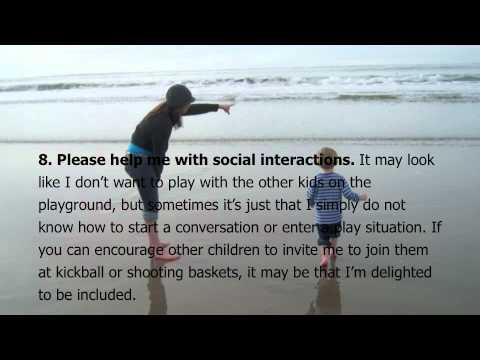 8. Please help me with social interactions. It may look
like I don’t want to play with the other kids on the
playground, but sometimes it’s just that I simply do not
know how to start a conversation or enter a play situation. If
you can encourage other children to invite me to join them
at kickball or shooting baskets, it may be that I’m delighted
to be included.